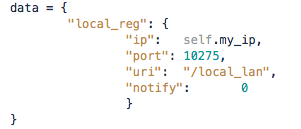 data = {
        "local_reg": {
                "ip":   self.my_ip,
                "port": 10275,
                "uri":  "/local_lan",
                "notify":       0
                }
}